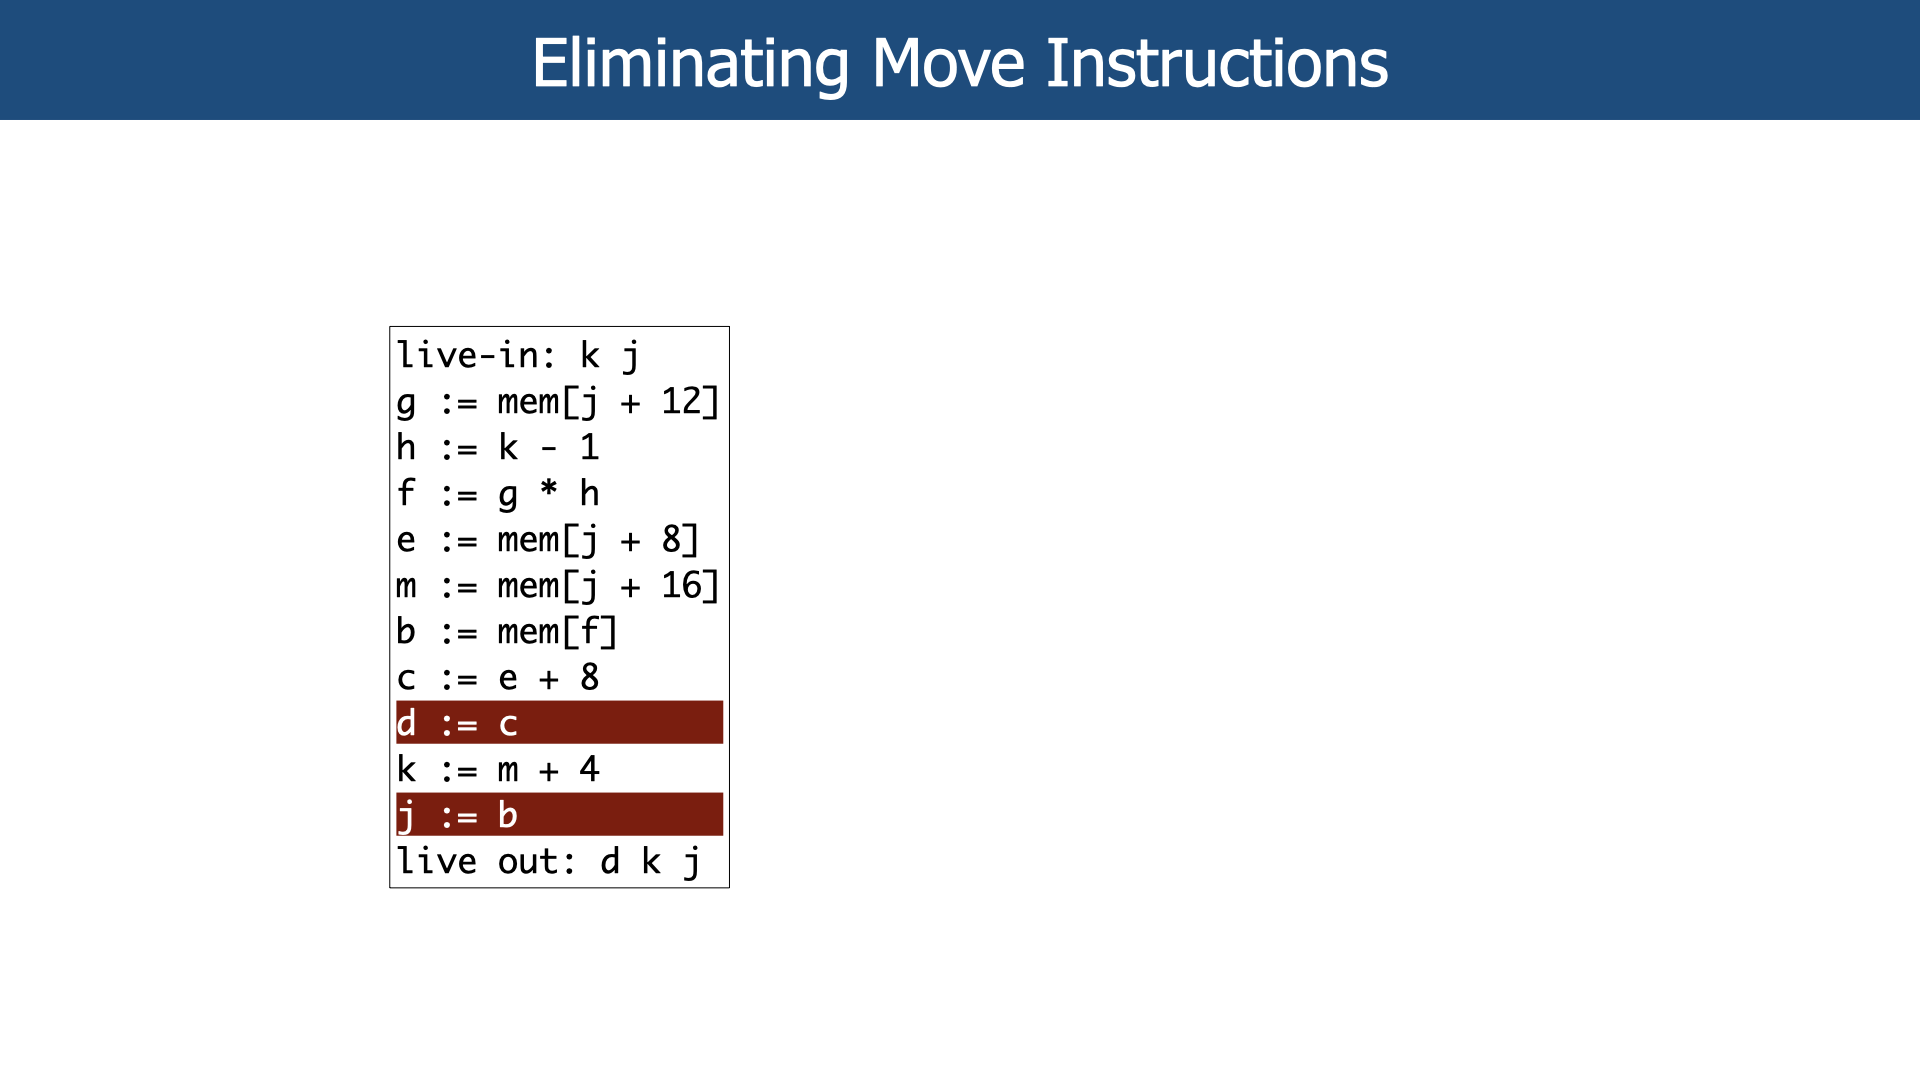 Eliminating Move Instructions
live-in: k j
g := mem[j + 12]
h := k - 1
f := g * h
e := mem[j + 8]
m := mem[j + 16]
b := mem[f]
c := e + 8
d := c
k := m + 4
j := b
live out: d k j